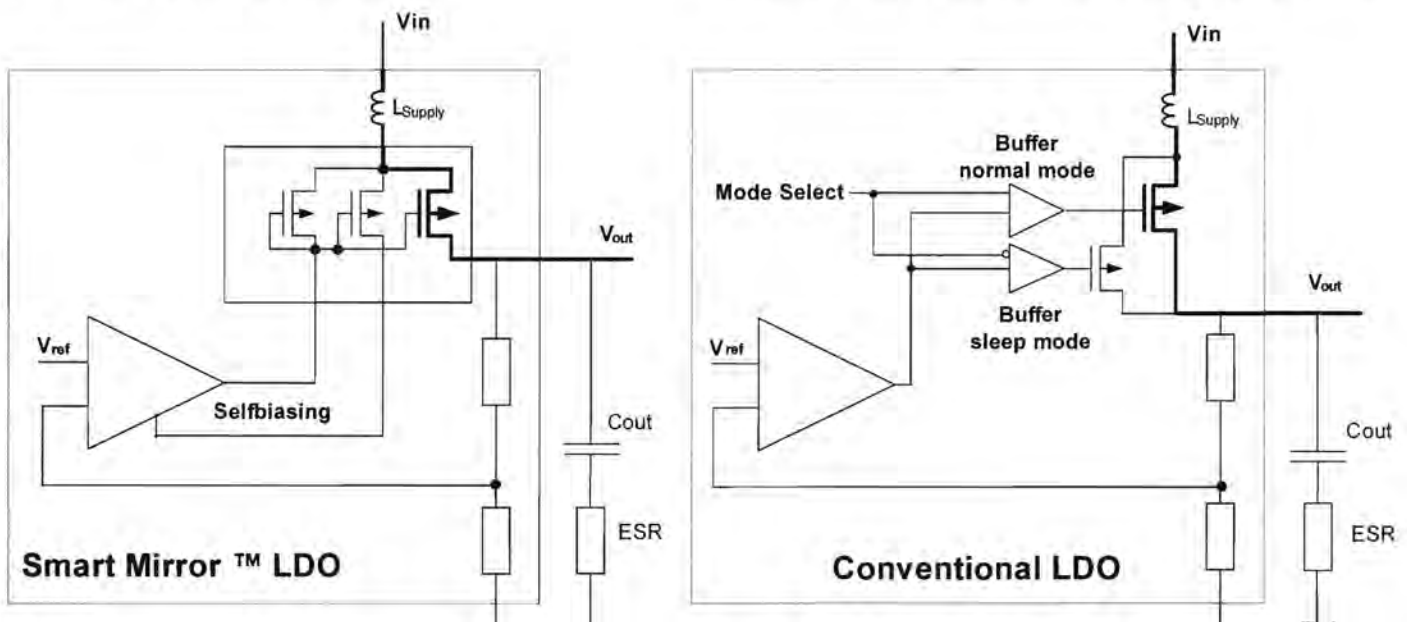 Vin
LSupply
Vout
Vref
Selfbiasing
Cout
ESR
Smart Mirror ™ LDO
Vin
LSupply
Buffer
normal mode
Mode Select
Buffer
sleep mode
Vout
Vref
Cout
ESR
Conventional LDO